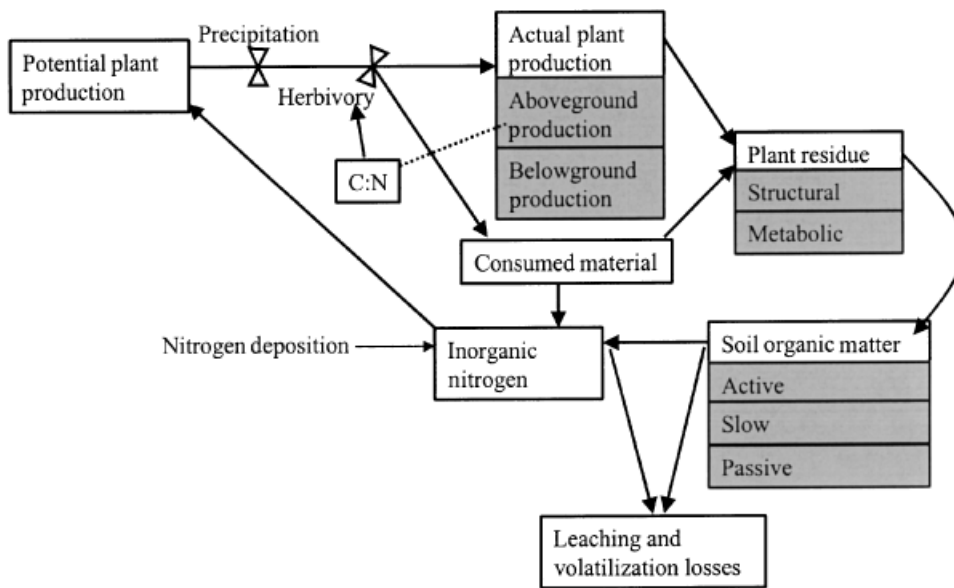 Precipitation
Potential plant
production
Herbivory
C:N
Actual plant
production
Aboveground
production
Belowground
production
Plant residue
Structural
Metabolic
Consumed material
Nitrogen deposition
Inorganic
nitrogen
Soil organic matter
Active
Slow
Passive
Leaching and
volatilization losses